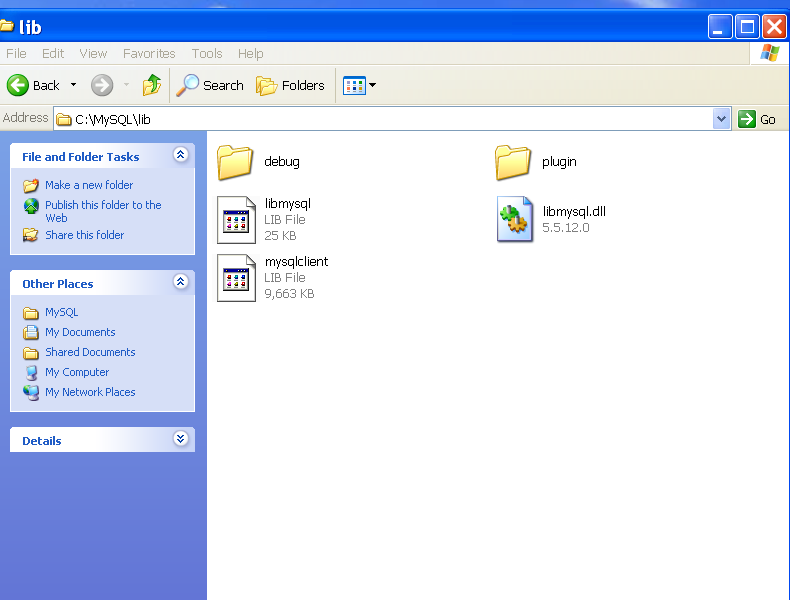 lib
File Edit View Favorites Tools Help
Back Search Folders
Address C:\MySQL\lib Go
File and Folder Tasks
Make a new folder
Publish this folder to the
Web
Share this folder
Other Places
MySQL
My Documents
Shared Documents
My Computer
My Network Places
Details
debug
plugin
libmysql
LIB File
25 KB
libmysql.dll
5.5.12.0
mysqlclient
LIB File
9,663 KB